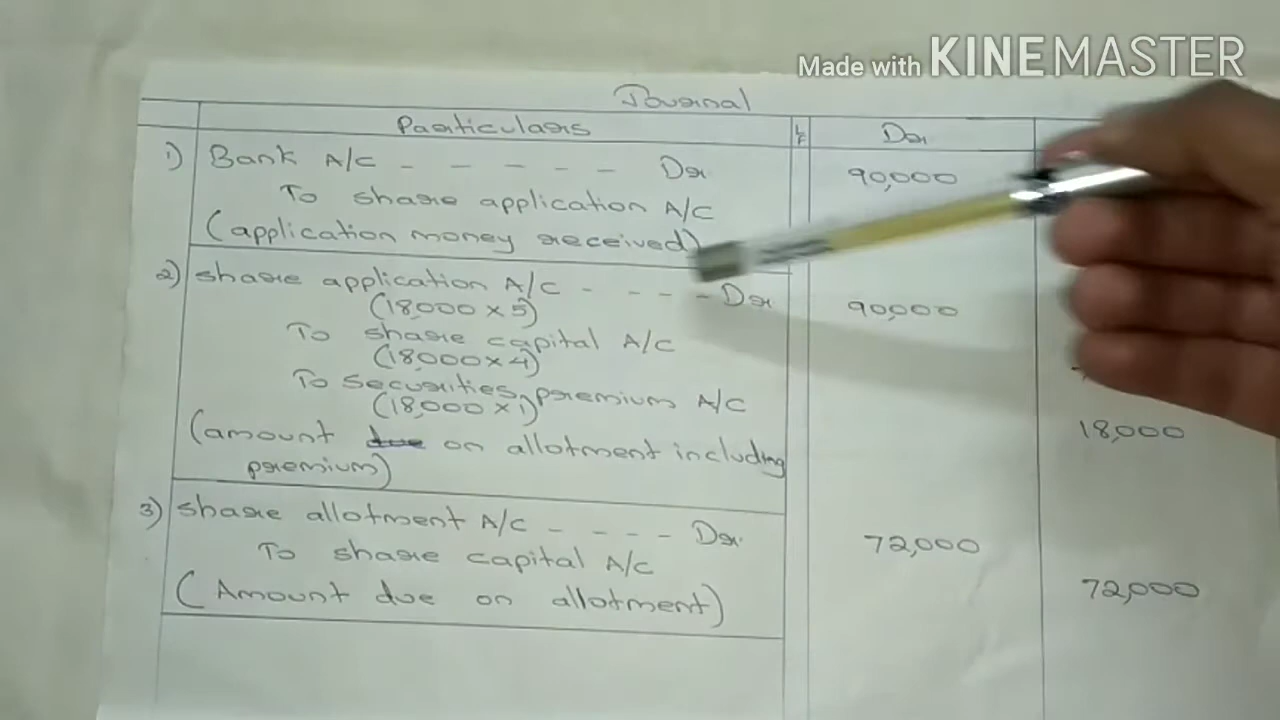 Made with KINEMASTER
Journal
Particulars L F Dr
1) Bank A/c - - - - - Dr 90,000
To share application A/c
(application money received)
2) share application A/c - - - - Dr 90,000
(18,000 × 5)
To share capital A/c
(18,000 × 4)
To securities premium A/c
(18,000 × 1) 18,000
(amount due on allotment including
premium)
3) share allotment A/c - - - - Dr. 72,000
To share capital A/c 72,000
(Amount due on allotment)